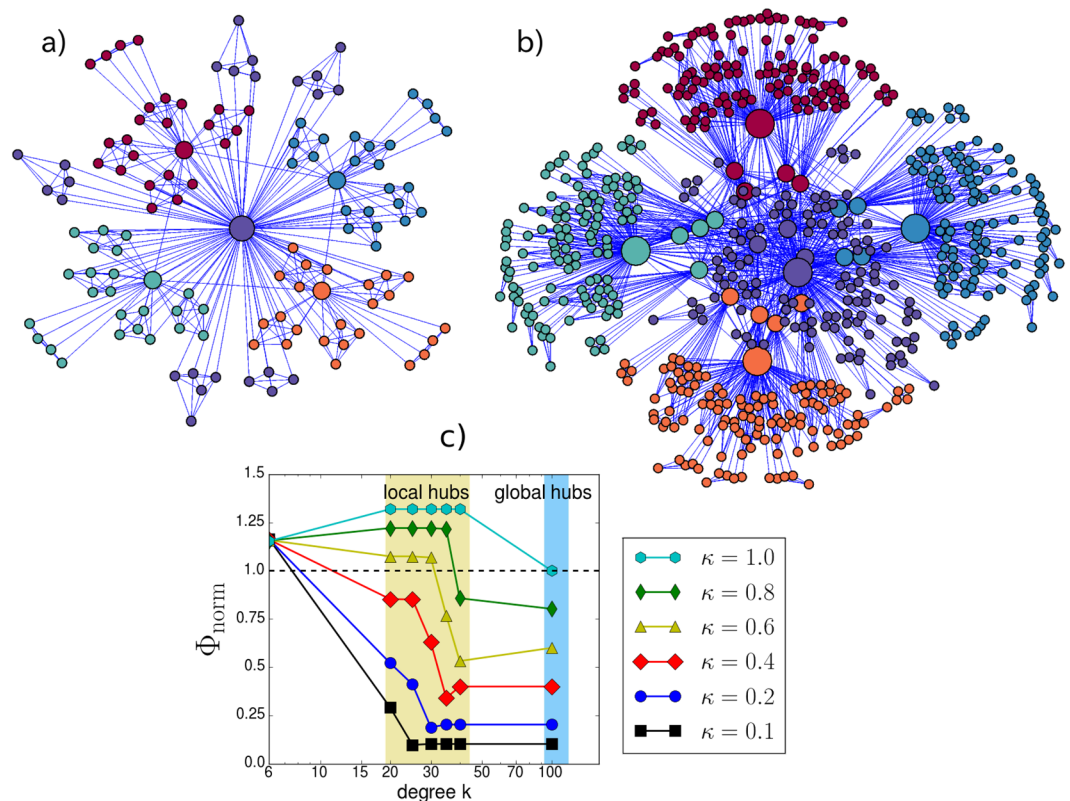 a)
b)
c)
1.5
1.25
1.0
0.75
0.5
0.25
0.0
Φnorm
local hubs
global hubs
6 10 15 20 30 50 70 100
degree k
κ = 1.0
κ = 0.8
κ = 0.6
κ = 0.4
κ = 0.2
κ = 0.1